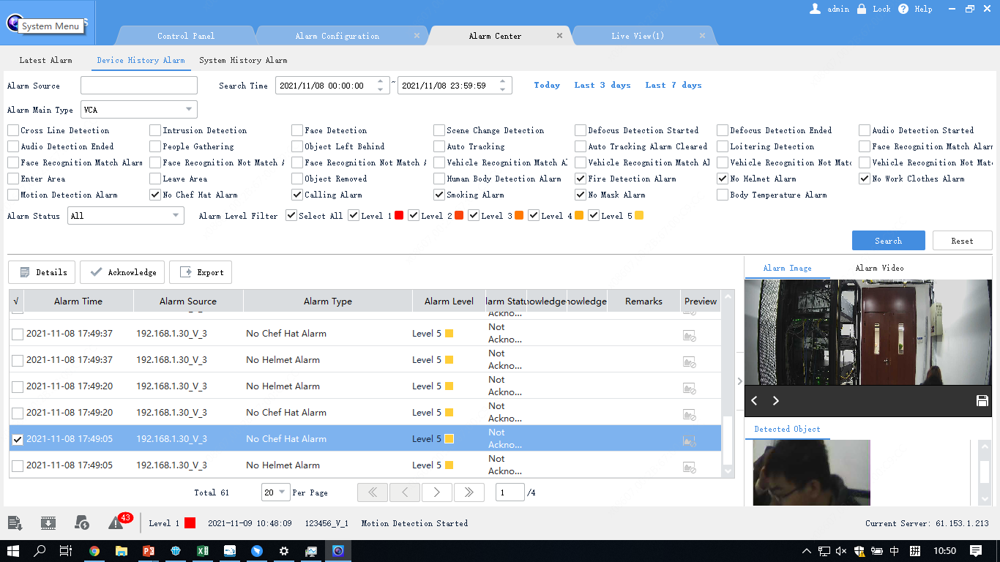 System Menu
S
admin Lock Help
Control Panel Alarm Configuration Alarm Center Live View(1)
Latest Alarm Device History Alarm System History Alarm
Alarm Source Search Time 2021/11/08 00:00:00 ~ 2021/11/08 23:59:59 Today Last 3 days Last 7 days
Alarm Main Type VCA
Cross Line Detection Intrusion Detection Face Detection Scene Change Detection Defocus Detection Started Defocus Detection Ended Audio Detection Started
Audio Detection Ended People Gathering Object Left Behind Auto Tracking Auto Tracking Alarm Cleared Loitering Detection Face Recognition Match Alarm
Face Recognition Match Alarm Face Recognition Not Match A Face Recognition Not Match A Vehicle Recognition Match Al Vehicle Recognition Match Al Vehicle Recognition Not Matc Vehicle Recognition Not Matc
Enter Area Leave Area Object Removed Human Body Detection Alarm Fire Detection Alarm No Helmet Alarm No Work Clothes Alarm
Motion Detection Alarm No Chef Hat Alarm Calling Alarm Smoking Alarm No Mask Alarm Body Temperature Alarm
Alarm Status All Alarm Level Filter Select All Level 1 Level 2 Level 3 Level 4 Level 5
Search Reset
Details Acknowledge Export
√ Alarm Time Alarm Source Alarm Type Alarm Level larm Statu nowledge nowledge Remarks Preview
Ackno...
2021-11-08 17:49:37 192.168.1.30_V_3 No Chef Hat Alarm Level 5 Not Ackno...
2021-11-08 17:49:37 192.168.1.30_V_3 No Helmet Alarm Level 5 Not Ackno...
2021-11-08 17:49:20 192.168.1.30_V_3 No Helmet Alarm Level 5 Not Ackno...
2021-11-08 17:49:20 192.168.1.30_V_3 No Chef Hat Alarm Level 5 Not Ackno...
2021-11-08 17:49:05 192.168.1.30_V_3 No Chef Hat Alarm Level 5 Not Ackno...
2021-11-08 17:49:05 192.168.1.30_V_3 No Helmet Alarm Level 5 Not Ackno...
Total 61 20 Per Page 1 /4
Alarm Image Alarm Video
Detected Object
43 Level 1 2021-11-09 10:48:09 123456_V_1 Motion Detection Started Current Server: 61.153.1.213
中 拼 10:50